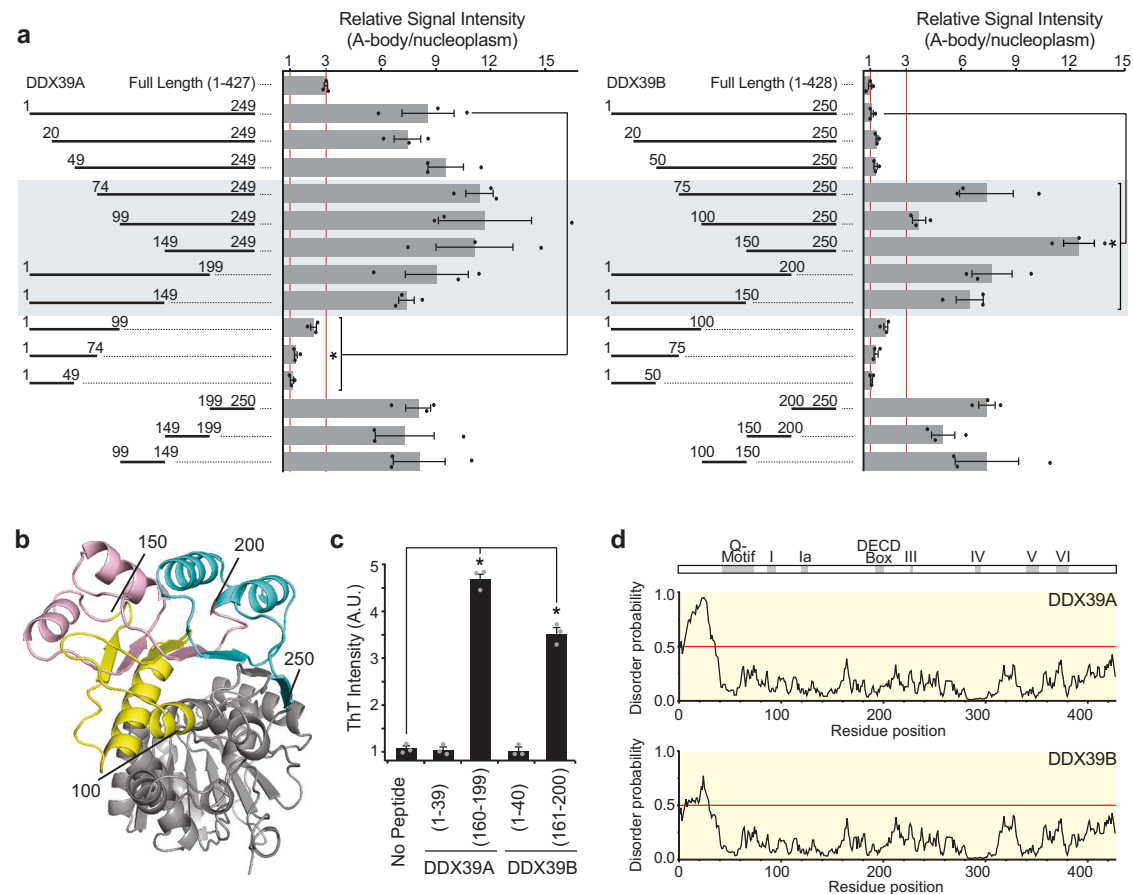 a
Relative Signal Intensity
(A-body/nucleoplasm)
1 3 6 9 12 15
DDX39A Full Length (1-427)
1 249
20 249
49 249
74 249
99 249
149 249
1 199
1 149
1 99
1 74
1 49
199 250
149 199
99 149
*
Relative Signal Intensity
(A-body/nucleoplasm)
1 3 6 9 12 15
DDX39B Full Length (1-428)
1 250
20 250
50 250
75 250
100 250
150 250
1 200
1 150
1 100
1 75
1 50
200 250
150 200
100 150
*
b
150
200
250
100
c
ThT Intensity (A.U.)
5
4
3
2
1
* *
No Peptide
(1-39)
(160-199)
(1-40)
(161-200)
DDX39A DDX39B
d
Q-
Motif I Ia DECD
Box III IV V VI
DDX39A
Disorder probability
1.0
0.5
0.0
0 100 200 300 400
Residue position
DDX39B
Disorder probability
1.0
0.5
0.0
0 100 200 300 400
Residue position